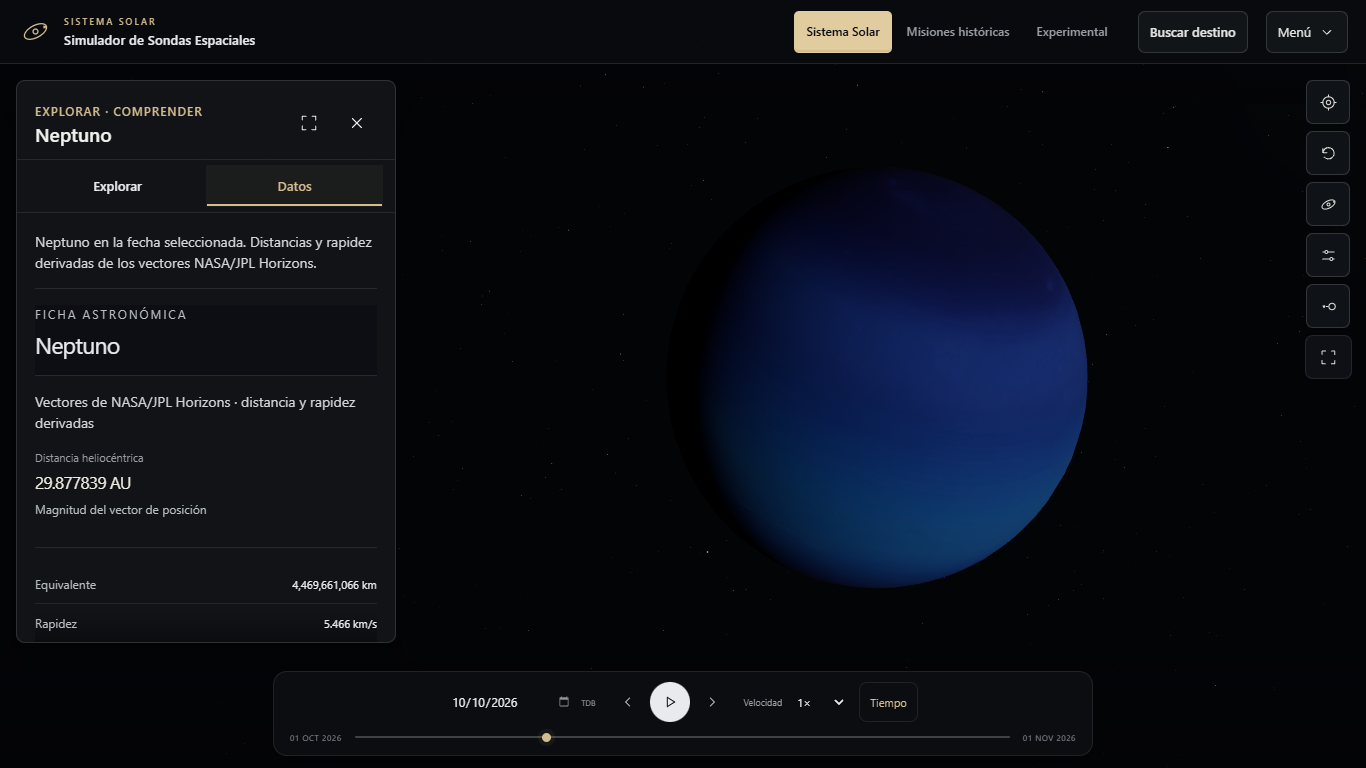 SISTEMA SOLAR
Simulador de Sondas Espaciales
Sistema Solar
Misiones históricas
Experimental
Buscar destino
Menú
EXPLORAR · COMPRENDER
Neptuno
Explorar
Datos
Neptuno en la fecha seleccionada. Distancias y rapidez
derivadas de los vectores NASA/JPL Horizons.
FICHA ASTRONÓMICA
Neptuno
Vectores de NASA/JPL Horizons · distancia y rapidez
derivadas
Distancia heliocéntrica
29.877839 AU
Magnitud del vector de posición
Equivalente 4,469,661,066 km
Rapidez 5.466 km/s
10/10/2026 TDB Velocidad 1× Tiempo
01 OCT 2026 01 NOV 2026